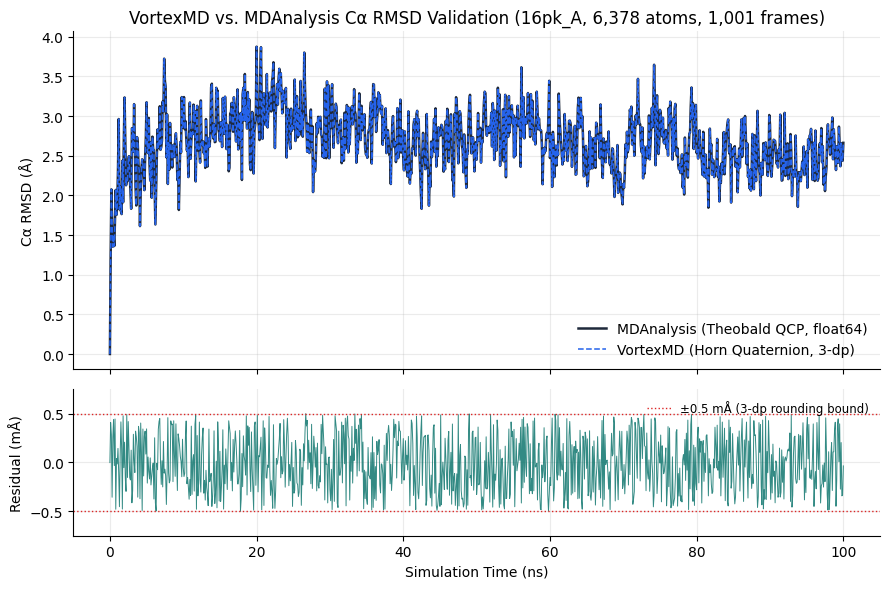 VortexMD vs. MDAnalysis Cα RMSD Validation (16pk_A, 6,378 atoms, 1,001 frames)
Cα RMSD (Å)
4.0
3.5
3.0
2.5
2.0
1.5
1.0
0.5
0.0
MDAnalysis (Theobald QCP, float64)
VortexMD (Horn Quaternion, 3-dp)
Residual (mÅ)
0.5
0.0
−0.5
±0.5 mÅ (3-dp rounding bound)
0 20 40 60 80 100
Simulation Time (ns)